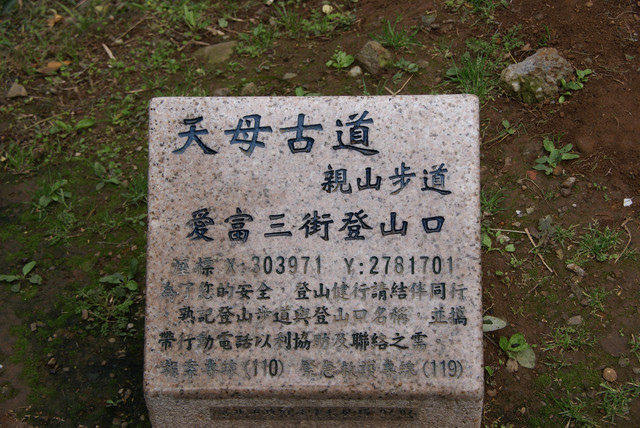 天母古道
親山步道
愛富三街登山口
座標 X:303971 Y:2781701
為了您的安全，登山健行請結伴同行
熟記登山步道與登山口名稱，並攜
帶行動電話以利協助及聯絡之需。
報案專線(110) 緊急救援專線(119)